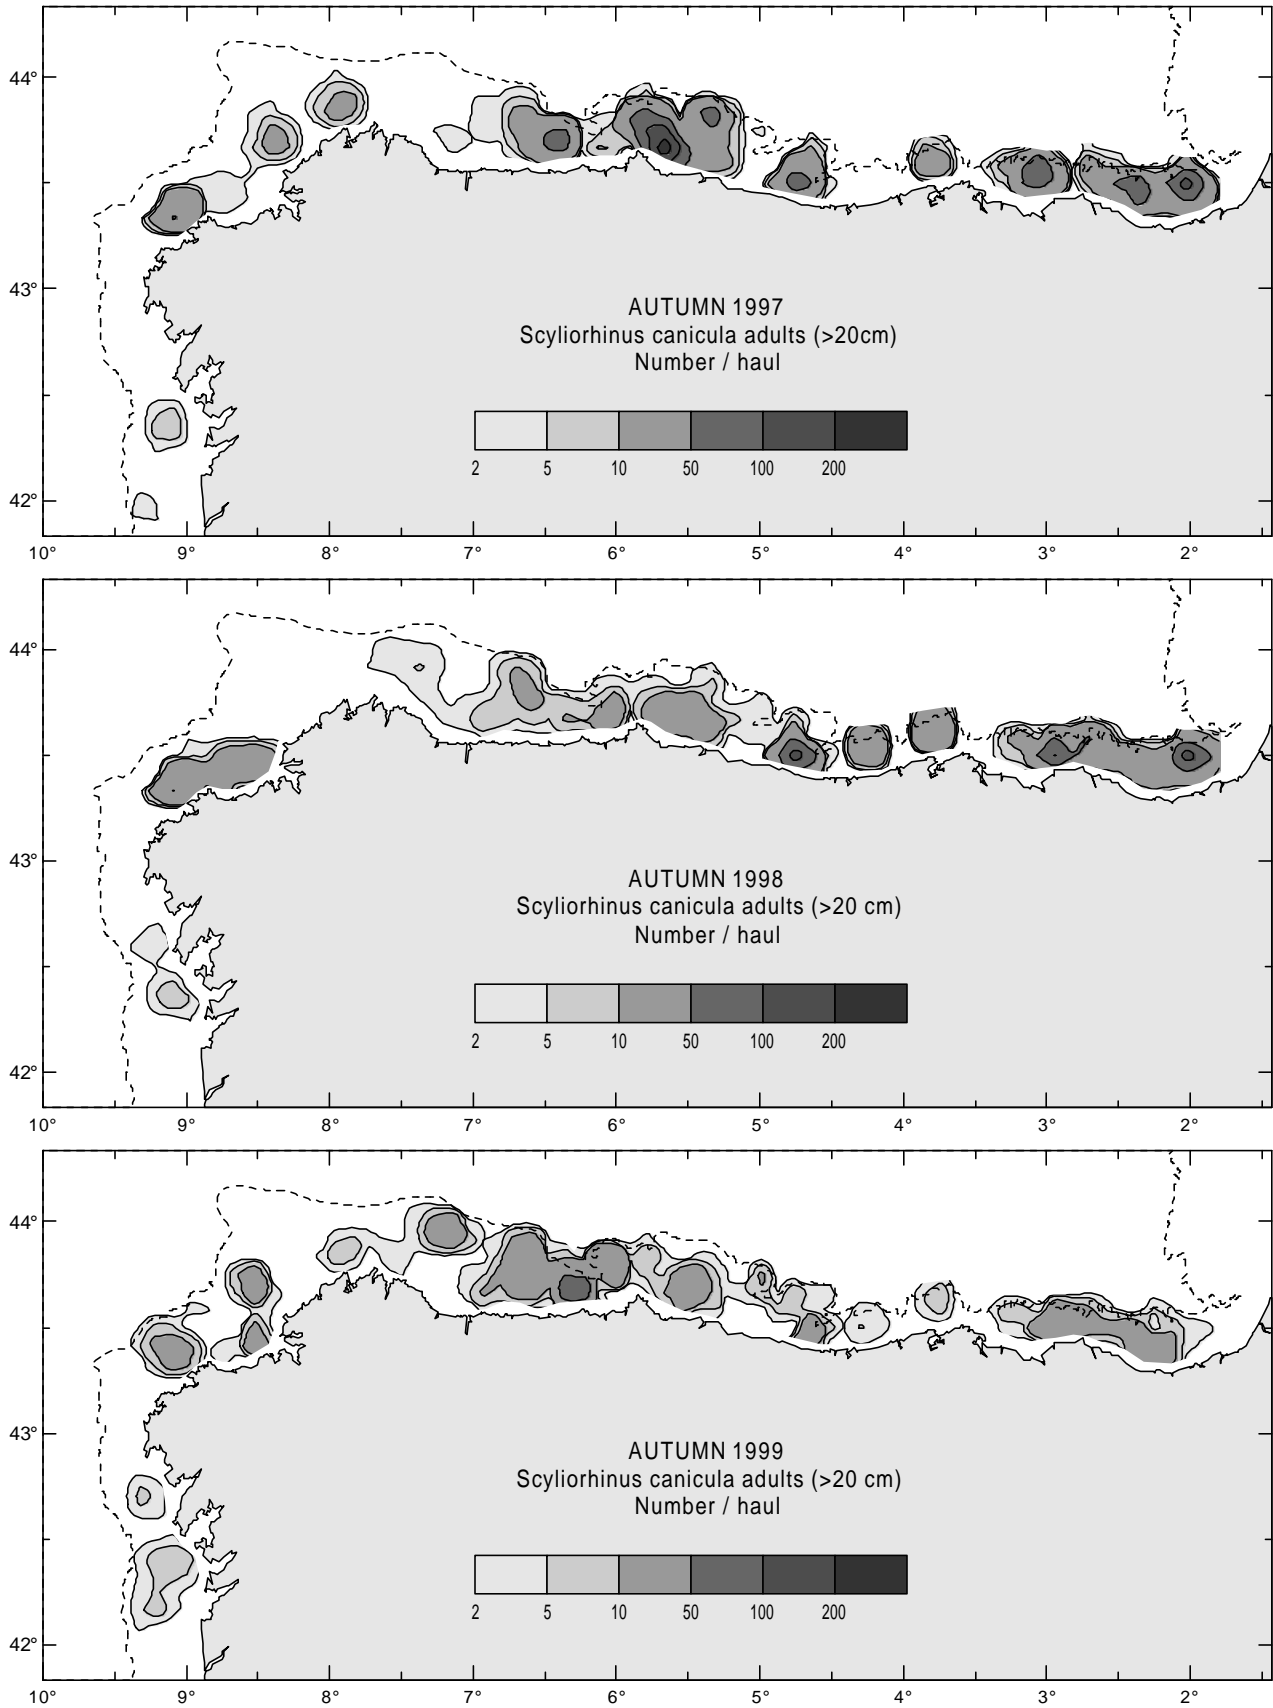 44°
43°
42°
AUTUMN 1997
Scyliorhinus canicula adults (>20cm)
Number / haul
2 5 10 50 100 200
10° 9° 8° 7° 6° 5° 4° 3° 2°
44°
43°
42°
AUTUMN 1998
Scyliorhinus canicula adults (>20 cm)
Number / haul
2 5 10 50 100 200
10° 9° 8° 7° 6° 5° 4° 3° 2°
44°
43°
42°
AUTUMN 1999
Scyliorhinus canicula adults (>20 cm)
Number / haul
2 5 10 50 100 200
10° 9° 8° 7° 6° 5° 4° 3° 2°